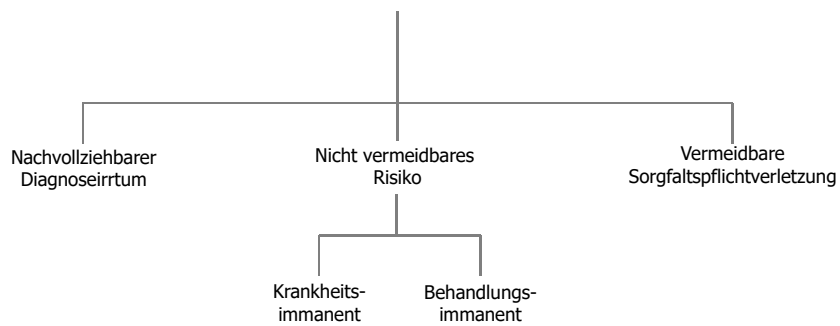 Nachvollziehbarer
Diagnoseirrtum
Nicht vermeidbares
Risiko
Vermeidbare
Sorgfaltspflichtverletzung
Krankheits-
immanent
Behandlungs-
immanent